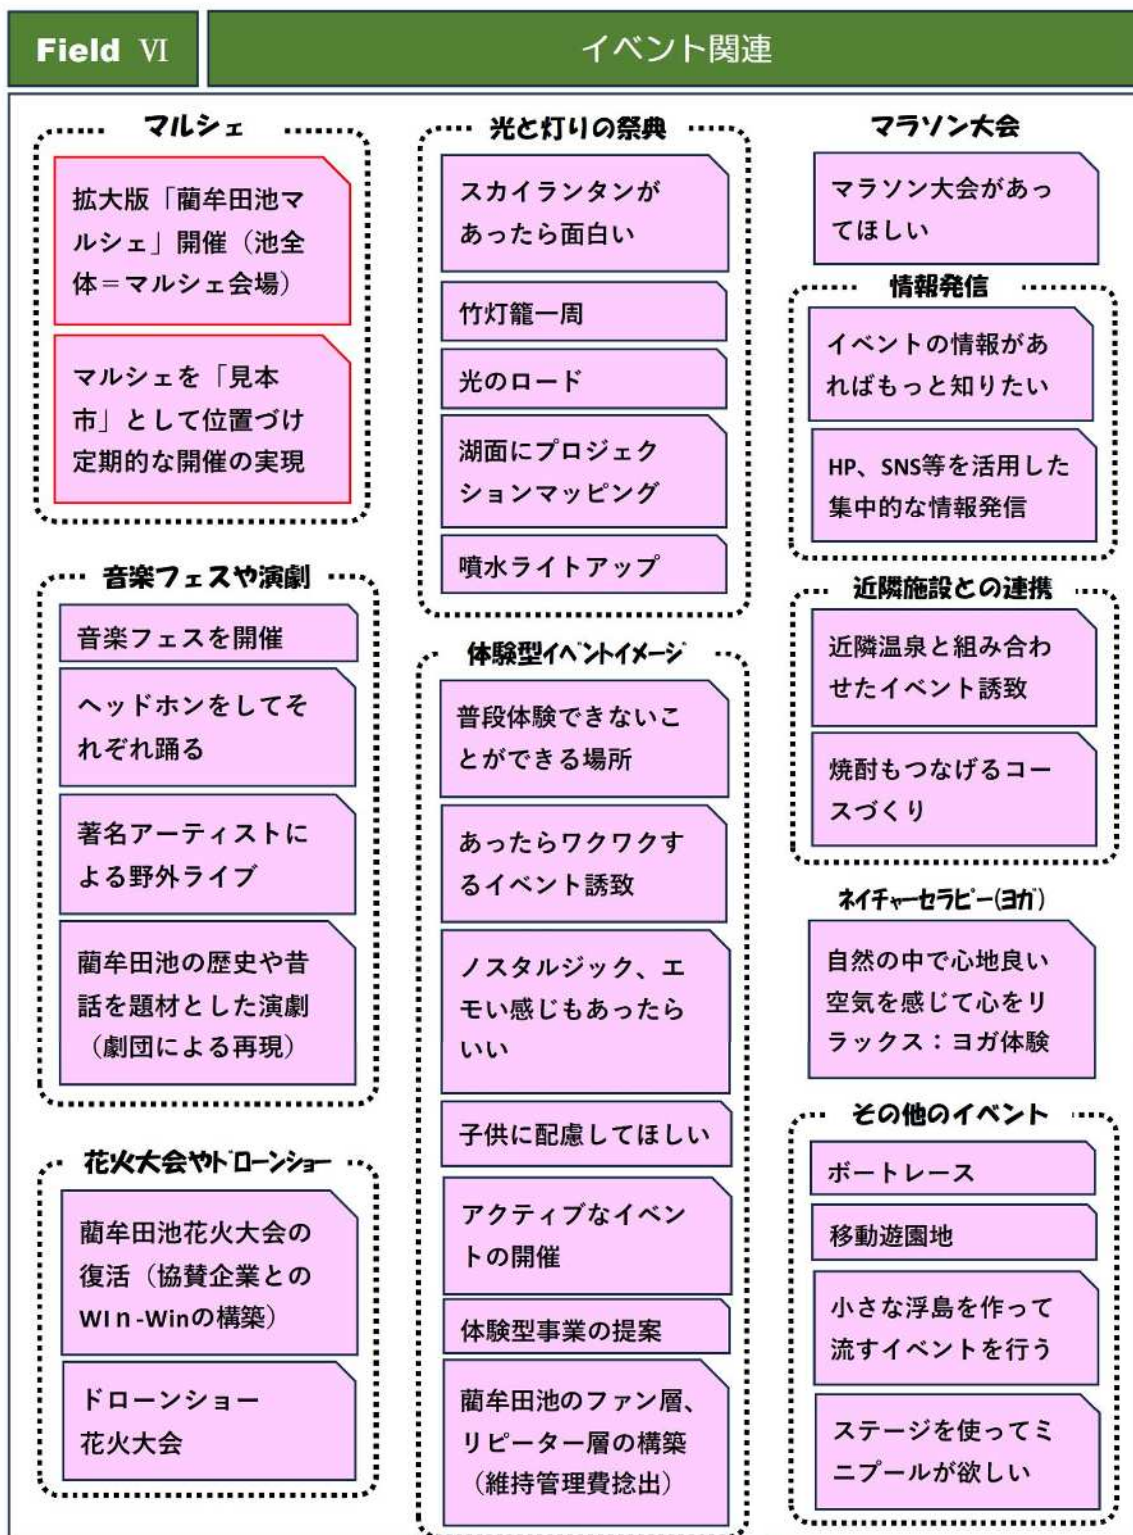 Field Ⅵ
イベント関連
マルシェ
拡大版「藺牟田池マ
ルシェ」開催（池全
体＝マルシェ会場）
マルシェを「見本
市」として位置づけ
定期的な開催の実現
音楽フェスや演劇
音楽フェスを開催
ヘッドホンをしてそ
れぞれ踊る
著名アーティストに
よる野外ライブ
藺牟田池の歴史や昔
話を題材とした演劇
（劇団による再現）
花火大会やドローンショー
藺牟田池花火大会の
復活（協賛企業との
WIｎ-Winの構築）
ドローンショー
花火大会
光と灯りの祭典
スカイランタンが
あったら面白い
竹灯籠一周
光のロード
湖面にプロジェク
ションマッピング
噴水ライトアップ
体験型イベントイメージ
普段体験できないこ
とができる場所
あったらワクワクす
るイベント誘致
ノスタルジック、エ
モい感じもあったら
いい
子供に配慮してほしい
アクティブなイベン
トの開催
体験型事業の提案
藺牟田池のファン層、
リピーター層の構築
（維持管理費捻出）
マラソン大会
マラソン大会があっ
てほしい
情報発信
イベントの情報があ
ればもっと知りたい
HP、SNS等を活用した
集中的な情報発信
近隣施設との連携
近隣温泉と組み合わ
せたイベント誘致
焼酎もつなげるコー
スづくり
ネイチャーセラピー(ヨガ)
自然の中で心地良い
空気を感じて心をリ
ラックス：ヨガ体験
その他のイベント
ボートレース
移動遊園地
小さな浮島を作って
流すイベントを行う
ステージを使ってミ
ニプールが欲しい